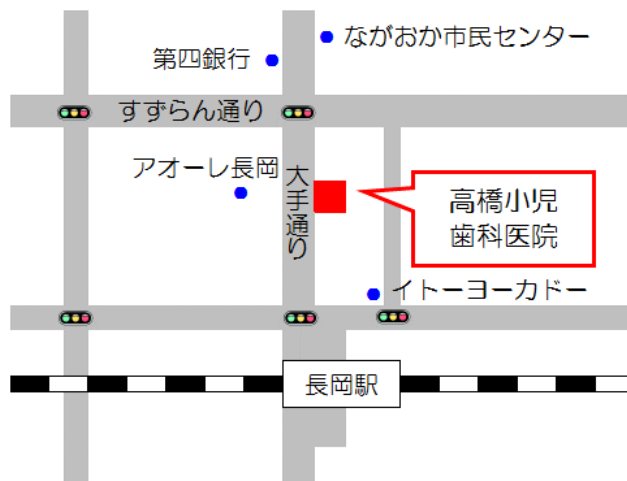 ながおか市民センター
第四銀行
すずらん通り
アオーレ長岡
大手通り
高橋小児
歯科医院
イトーヨーカドー
長岡駅